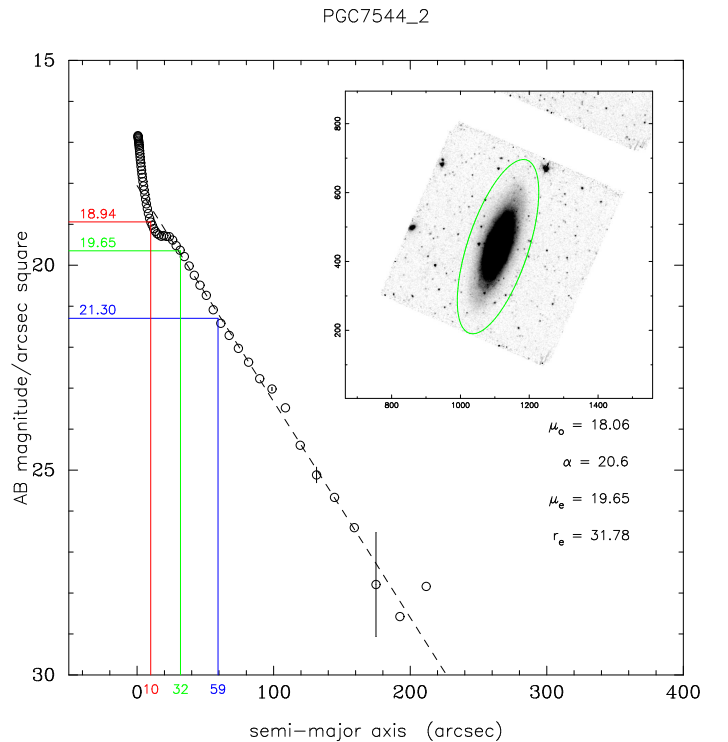 PGC7544_2
15
20
25
30
AB magnitude/arcsec square
18.94
19.65
21.30
800
600
400
200
800
1000
1200
1400
μo = 18.06
α = 20.6
μe = 19.65
re = 31.78
0 10 32 59 100 200 300 400
semi-major axis (arcsec)